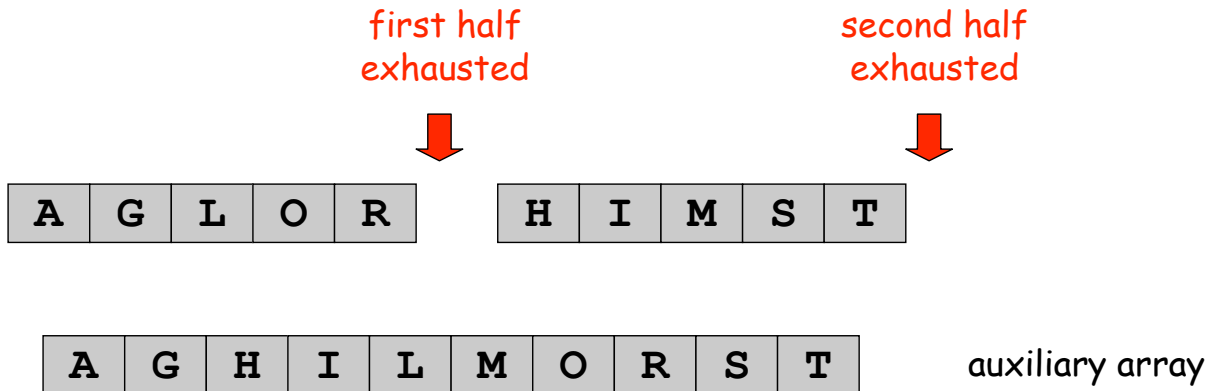 first half
exhausted
second half
exhausted
A G L O R
H I M S T
A G H I L M O R S T
auxiliary array